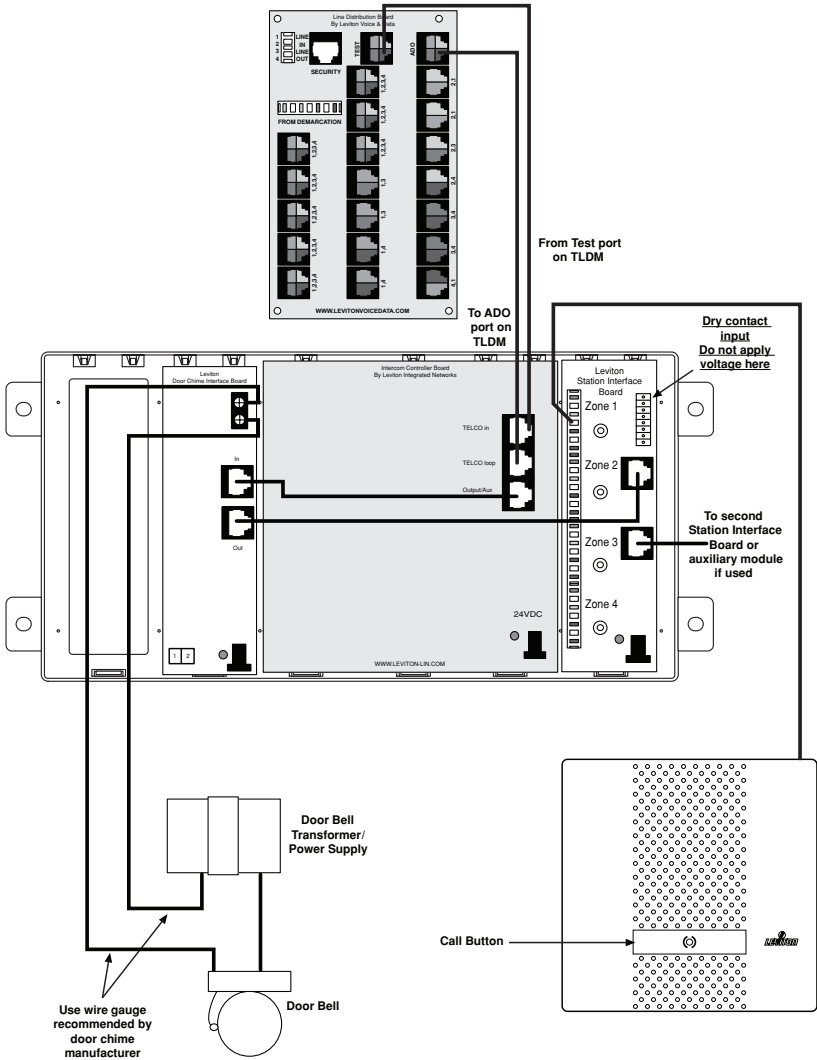 Line Distribution Board
By Leviton Voice & Data
1 LINE
2 IN
3 LINE
4 OUT
SECURITY
TEST
ADO
FROM DEMARCATION
1,2,3,4
1,2,3,4
1,2,3,4
1,2,3,4
1,2,3,4
1,2,3,4
1,2,3,4
1,2,3,4
1,3
1,3
1,4
1,4
2,1
2,1
2,3
2,4
3,4
3,4
4,1
WWW.LEVITONVOICEDATA.COM
From Test port
on TLDM
To ADO
port on
TLDM
Dry contact
input
Do not apply
voltage here
Leviton
Door Chime Interface Board
In
Out
1 2
Intercom Controller Board
By Leviton Integrated Networks
TELCO in
TELCO loop
Output/Aux
24VDC
WWW.LEVITON-LIN.COM
Leviton
Station Interface
Board
Zone 1
Zone 2
Zone 3
Zone 4
To second
Station Interface
Board or
auxiliary module
if used
Door Bell
Transformer/
Power Supply
Door Bell
Use wire gauge
recommended by
door chime
manufacturer
Call Button
LEVITON